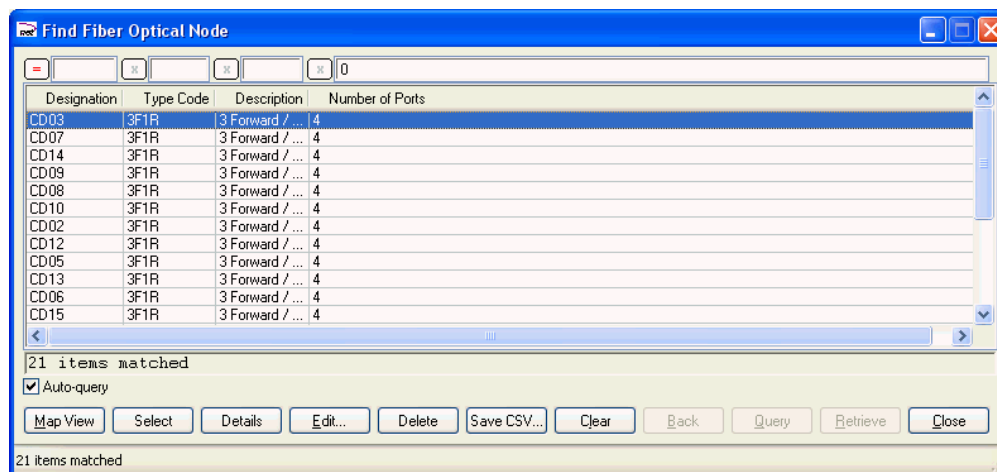 Find Fiber Optical Node
= x x x 0
Designation Type Code Description Number of Ports
CD03 3F1R 3 Forward / ... 4
CD07 3F1R 3 Forward / ... 4
CD14 3F1R 3 Forward / ... 4
CD09 3F1R 3 Forward / ... 4
CD08 3F1R 3 Forward / ... 4
CD10 3F1R 3 Forward / ... 4
CD02 3F1R 3 Forward / ... 4
CD12 3F1R 3 Forward / ... 4
CD05 3F1R 3 Forward / ... 4
CD13 3F1R 3 Forward / ... 4
CD06 3F1R 3 Forward / ... 4
CD15 3F1R 3 Forward / ... 4
21 items matched
Auto-query
Map View Select Details Edit... Delete Save CSV... Clear Back Query Retrieve Close
21 items matched